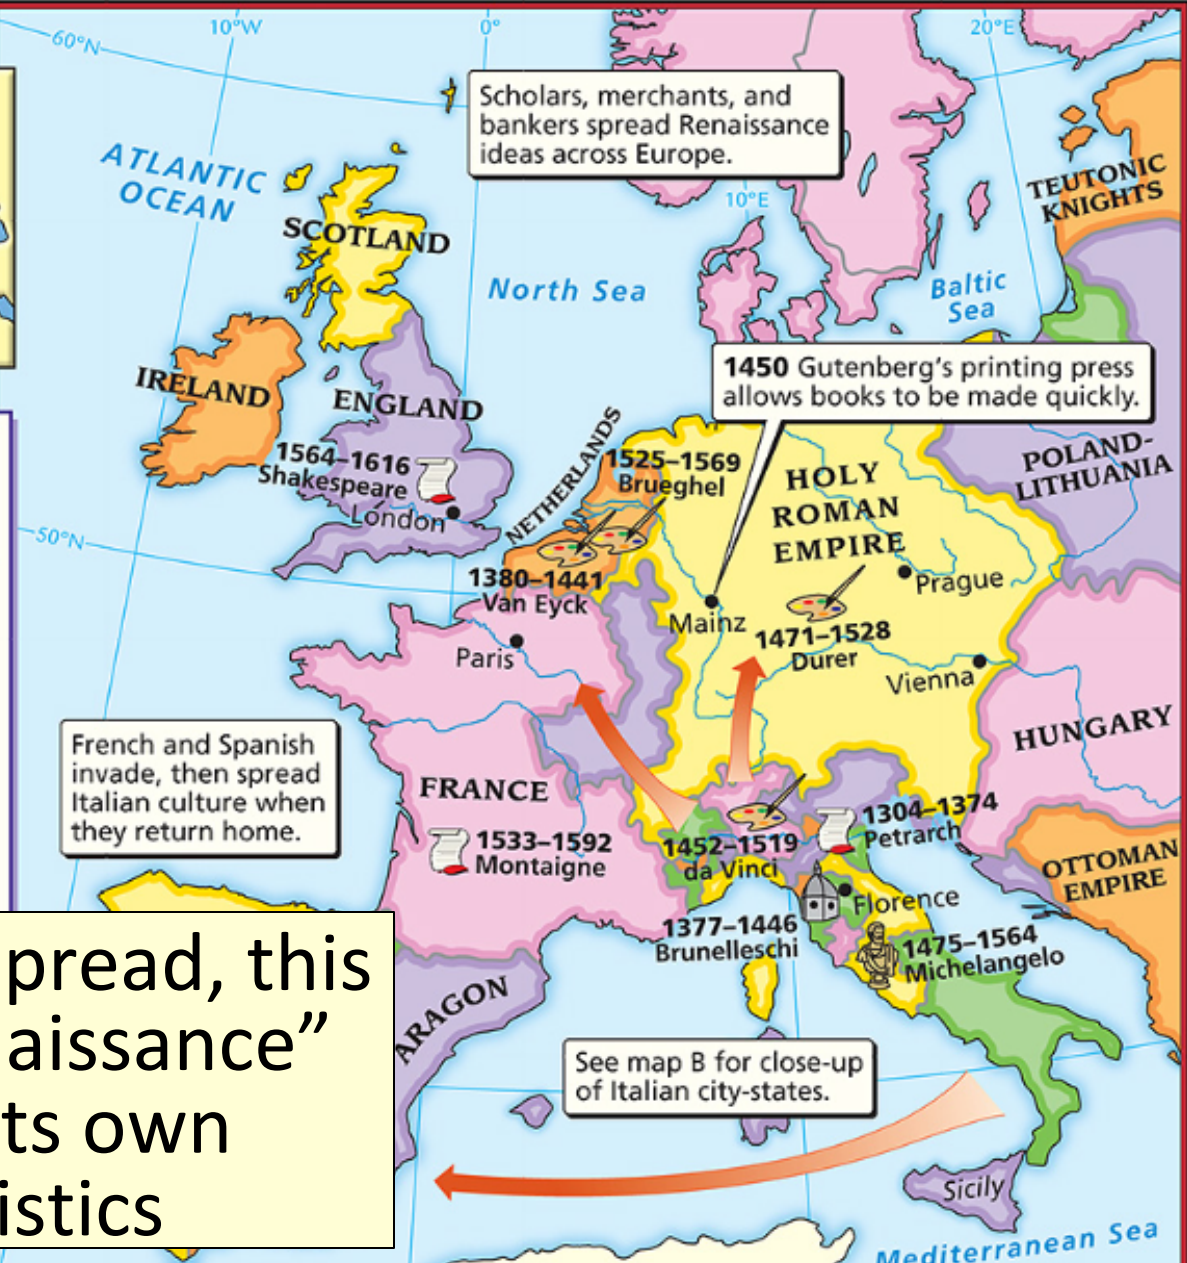 10°W
0°
20°E
60°N
Scholars, merchants, and
bankers spread Renaissance
ideas across Europe.
ATLANTIC
OCEAN
10°E
TEUTONIC
KNIGHTS
SCOTLAND
North Sea
Baltic
Sea
1450 Gutenberg's printing press
allows books to be made quickly.
IRELAND
ENGLAND
NETHERLANDS
1564–1616
Shakespeare
London
1525–1569
Brueghel
HOLY
ROMAN
EMPIRE
POLAND-
LITHUANIA
50°N
1380–1441
Van Eyck
Prague
Mainz
1471–1528
Durer
Paris
Vienna
HUNGARY
French and Spanish
invade, then spread
Italian culture when
they return home.
FRANCE
1533–1592
Montaigne
1452–1519
da Vinci
1304–1374
Petrarch
OTTOMAN
EMPIRE
Florence
1377–1446
Brunelleschi
1475–1564
Michelangelo
pread, this
aissance”
ts own
istics
ARAGON
See map B for close-up
of Italian city-states.
Sicily
Mediterranean Sea